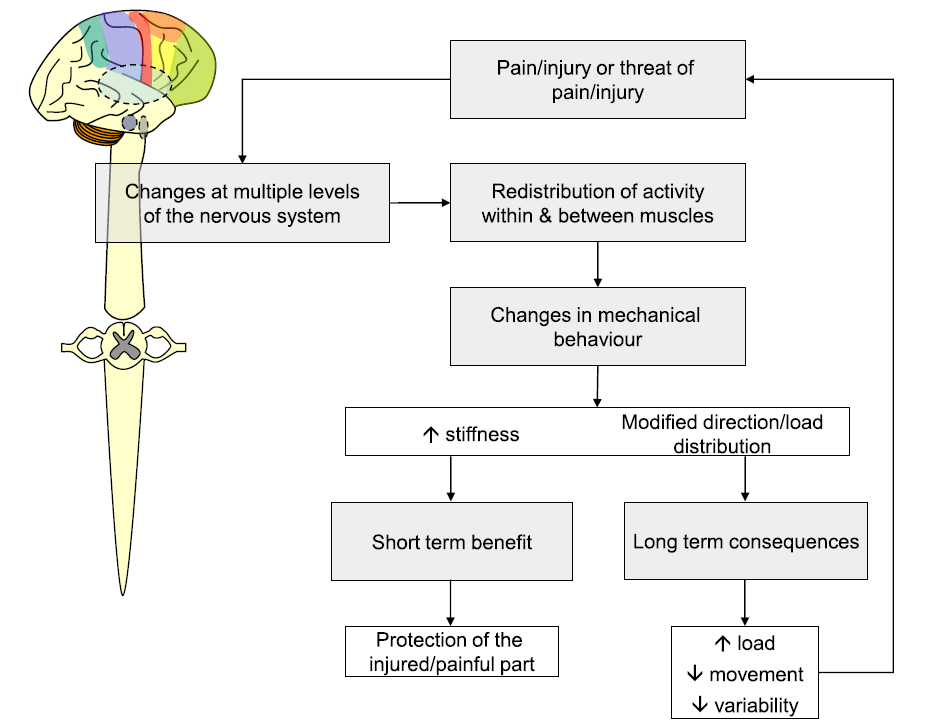 Pain/injury or threat of
pain/injury
Changes at multiple levels
of the nervous system
Redistribution of activity
within & between muscles
Changes in mechanical
behaviour
↑ stiffness
Modified direction/load
distribution
Short term benefit
Long term consequences
Protection of the
injured/painful part
↑ load
↓ movement
↓ variability